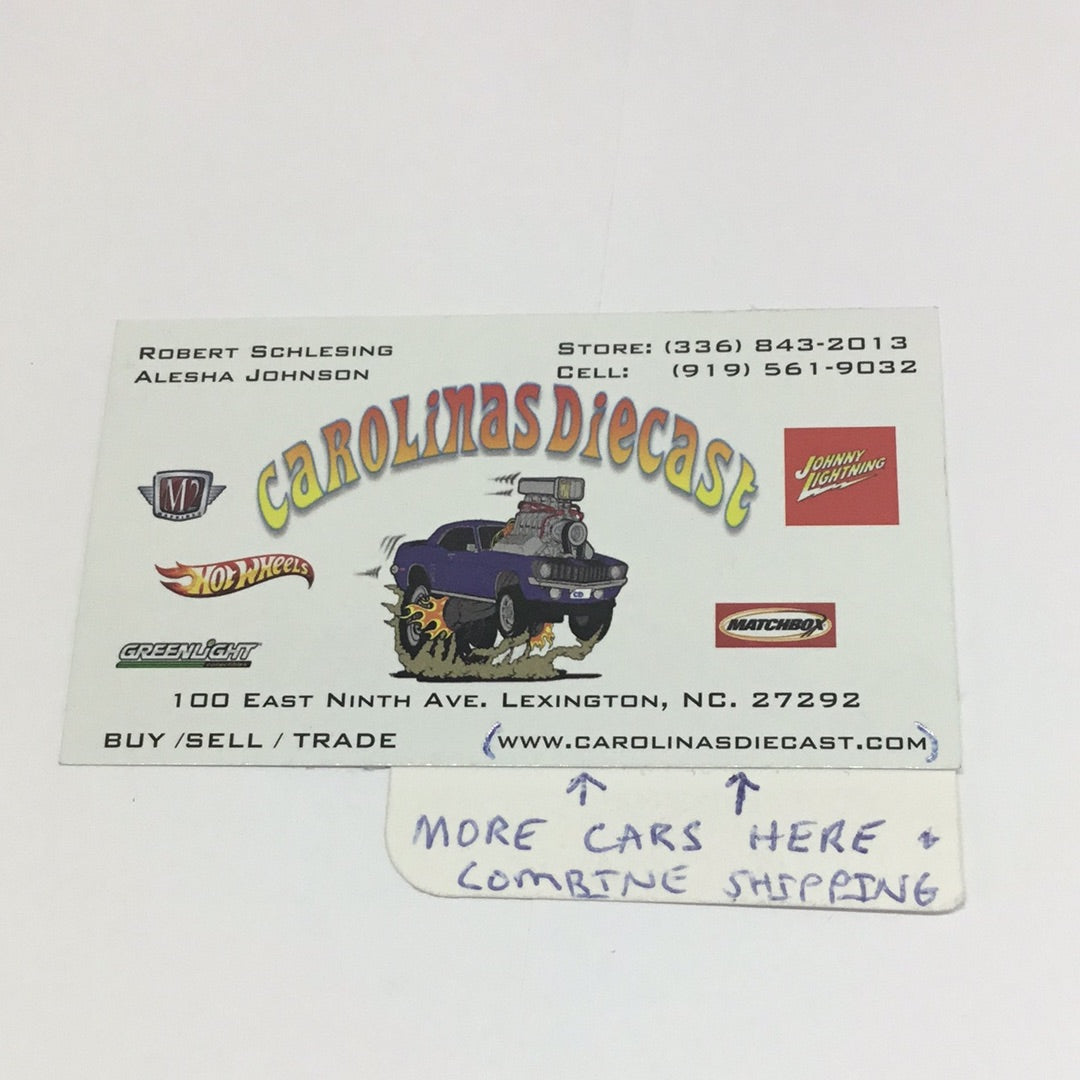 ROBERT SCHLESING
ALESHA JOHNSON
STORE: (336) 843-2013
CELL: (919) 561-9032
CAROLINAS DIECAST
M2
JOHNNY
LIGHTNING
HOT WHEELS
CD
MATCHBOX
GREENLIGHT
100 EAST NINTH AVE. LEXINGTON, NC. 27292
BUY /SELL / TRADE
(WWW.CAROLINASDIECAST.COM)
MORE CARS HERE +
COMBINE SHIPPING